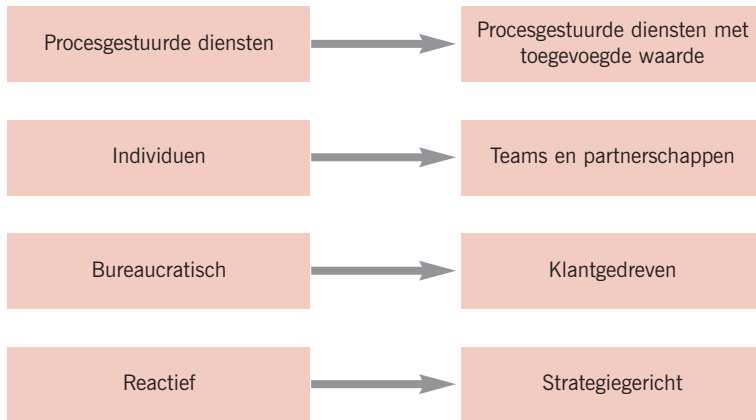 Procesgestuurde diensten
Procesgestuurde diensten met
toegevoegde waarde
Individuen
Teams en partnerschappen
Bureaucratisch
Klantgedreven
Reactief
Strategiegericht